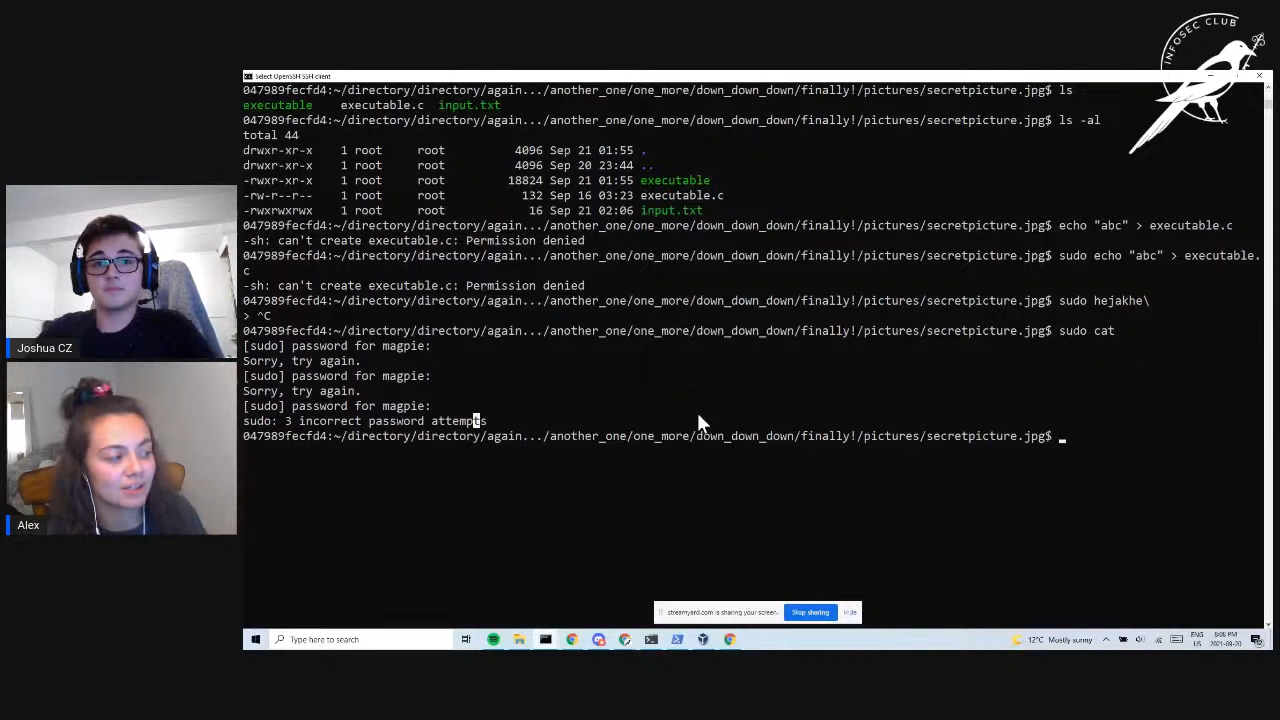 INFOSEC CLUB
Select OpenSSH SSH client
047989fecfd4:~/directory/directory/again.../another_one/one_more/down_down_down/finally!/pictures/secretpicture.jpg$ ls
executable executable.c input.txt
047989fecfd4:~/directory/directory/again.../another_one/one_more/down_down_down/finally!/pictures/secretpicture.jpg$ ls -al
total 44
drwxr-xr-x 1 root root 4096 Sep 21 01:55 .
drwxr-xr-x 1 root root 4096 Sep 20 23:44 ..
-rwxr-xr-x 1 root root 18824 Sep 21 01:55 executable
-rw-r--r-- 1 root root 132 Sep 16 03:23 executable.c
-rwxrwxrwx 1 root root 16 Sep 21 02:06 input.txt
047989fecfd4:~/directory/directory/again.../another_one/one_more/down_down_down/finally!/pictures/secretpicture.jpg$ echo "abc" > executable.c
-sh: can't create executable.c: Permission denied
047989fecfd4:~/directory/directory/again.../another_one/one_more/down_down_down/finally!/pictures/secretpicture.jpg$ sudo echo "abc" > executable.
c
-sh: can't create executable.c: Permission denied
047989fecfd4:~/directory/directory/again.../another_one/one_more/down_down_down/finally!/pictures/secretpicture.jpg$ sudo hejakhe\
> ^C
047989fecfd4:~/directory/directory/again.../another_one/one_more/down_down_down/finally!/pictures/secretpicture.jpg$ sudo cat
[sudo] password for magpie:
Sorry, try again.
[sudo] password for magpie:
Sorry, try again.
[sudo] password for magpie:
sudo: 3 incorrect password attempts
047989fecfd4:~/directory/directory/again.../another_one/one_more/down_down_down/finally!/pictures/secretpicture.jpg$
Joshua CZ
Alex
streamyard.com is sharing your screen.
Stop sharing
Hide
Type here to search
12°C Mostly sunny
ENG
US
8:08 PM
2021-09-20